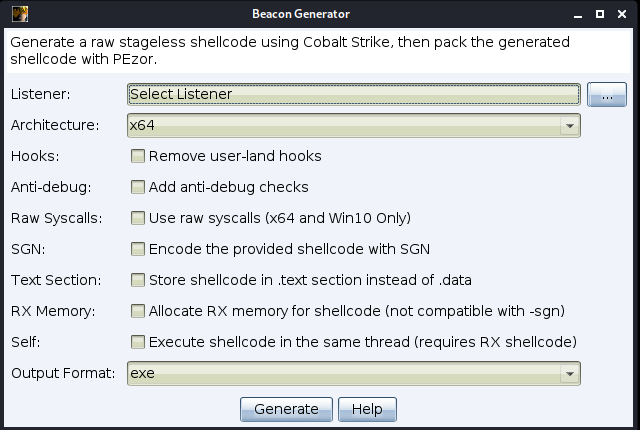 Beacon Generator
Generate a raw stageless shellcode using Cobalt Strike, then pack the generated
shellcode with PEzor.
Listener: Select Listener ...
Architecture: x64
Hooks: Remove user-land hooks
Anti-debug: Add anti-debug checks
Raw Syscalls: Use raw syscalls (x64 and Win10 Only)
SGN: Encode the provided shellcode with SGN
Text Section: Store shellcode in .text section instead of .data
RX Memory: Allocate RX memory for shellcode (not compatible with -sgn)
Self: Execute shellcode in the same thread (requires RX shellcode)
Output Format: exe
Generate Help